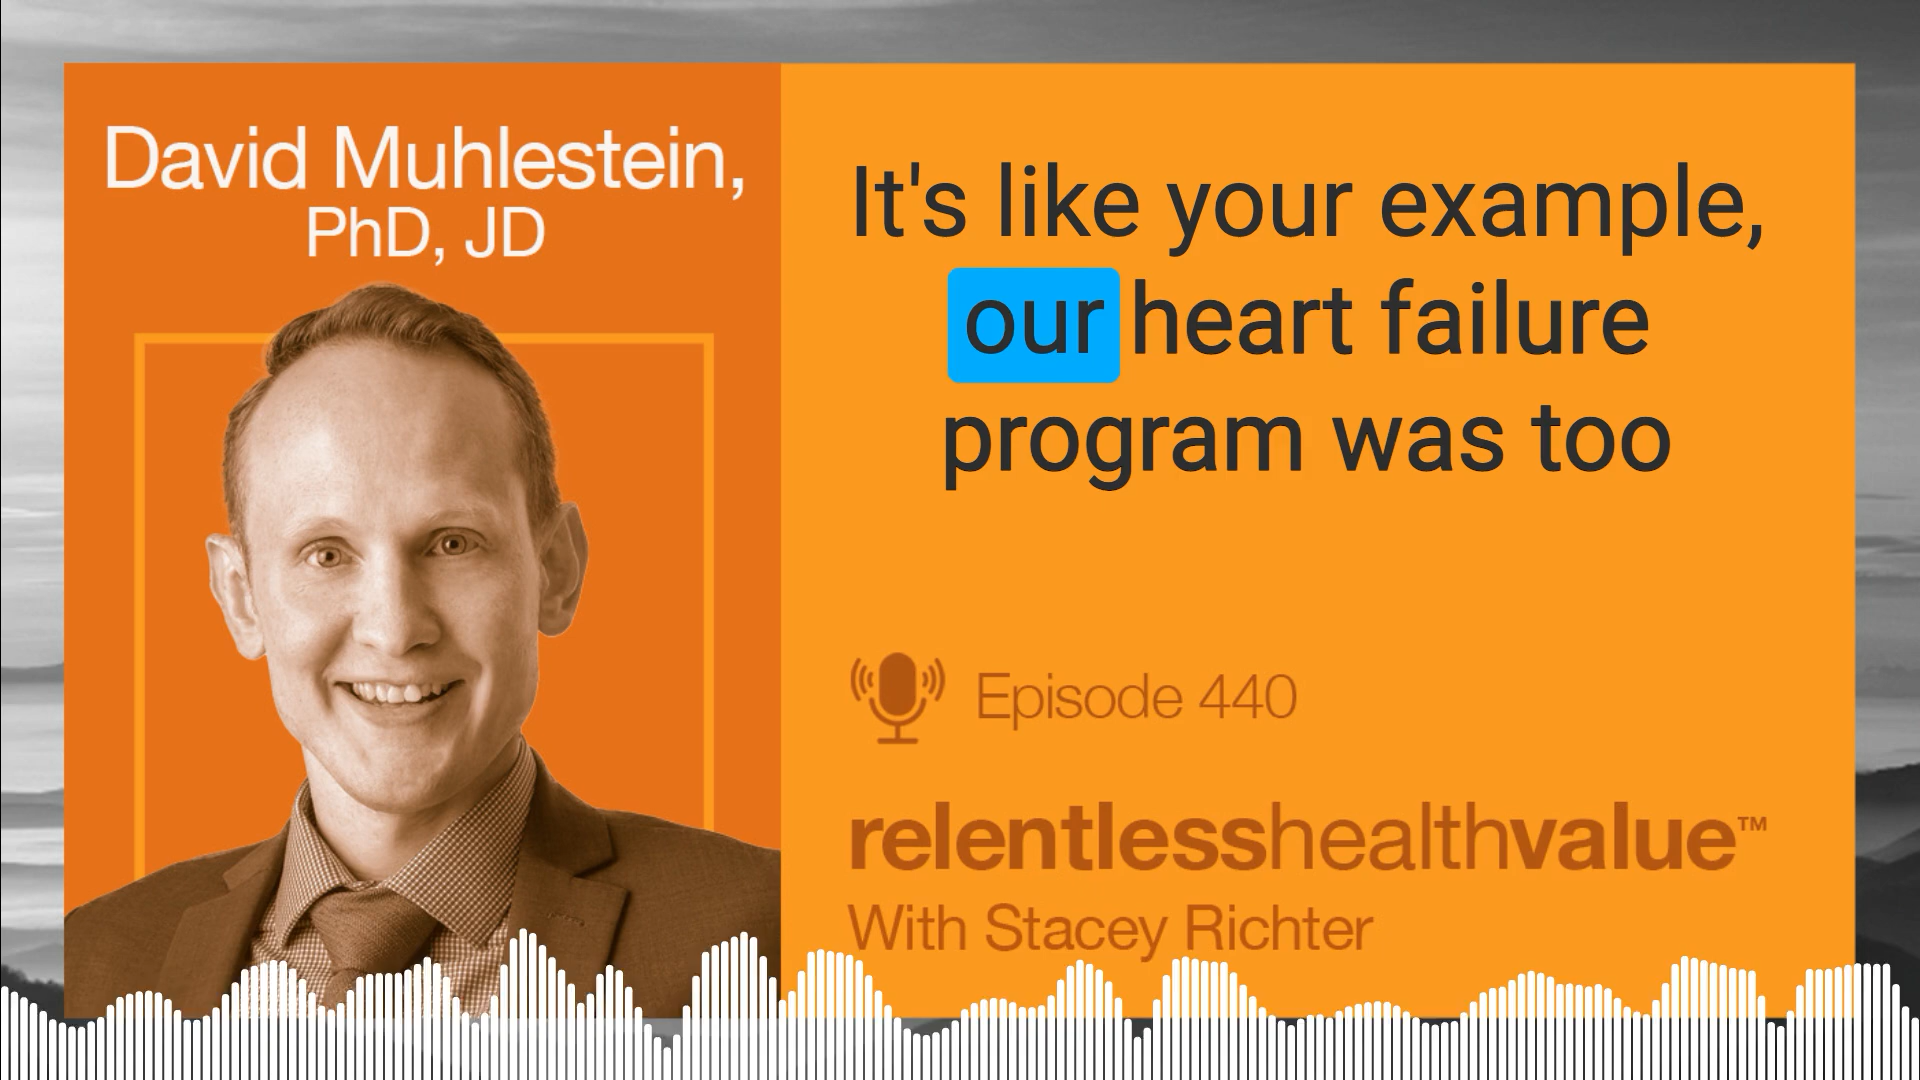 David Muhlestein,
PhD, JD
It's like your example,
our heart failure
program was too
Episode 440
relentlesshealthvalue™
With Stacey Richter